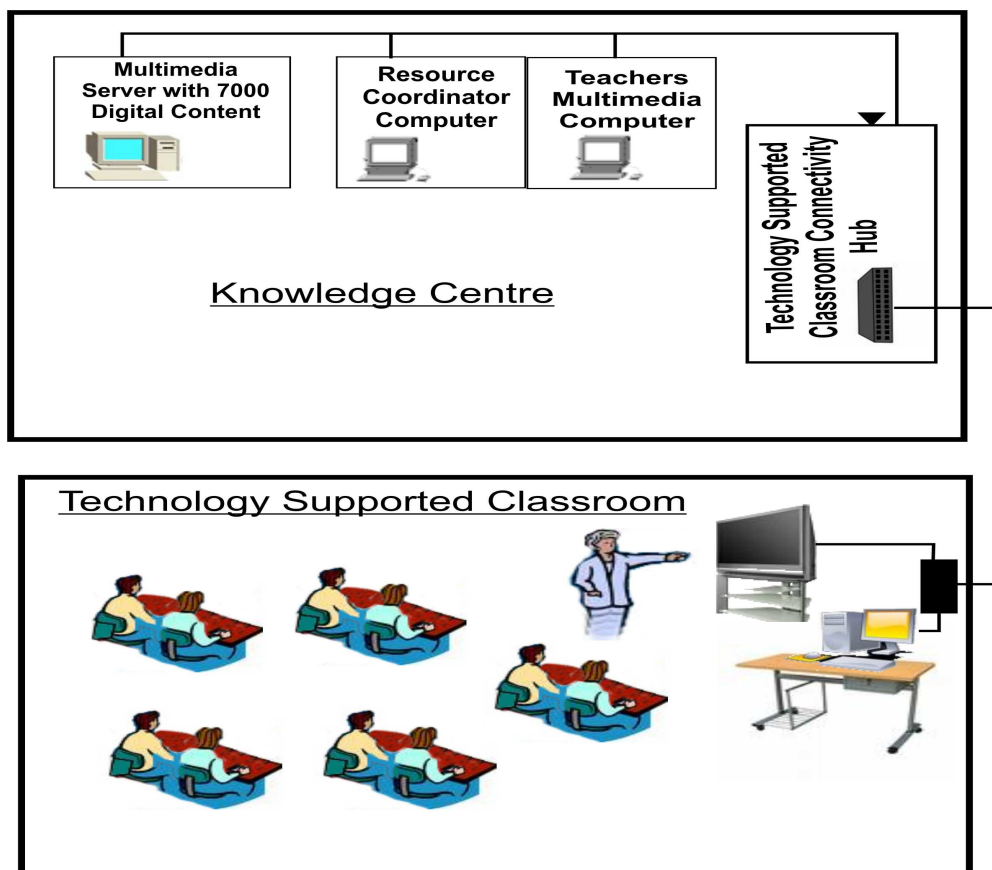 Multimedia
Server with 7000
Digital Content
Resource
Coordinator
Computer
Teachers
Multimedia
Computer
Technology Supported
Classroom Connectivity
Hub
Knowledge Centre
Technology Supported Classroom